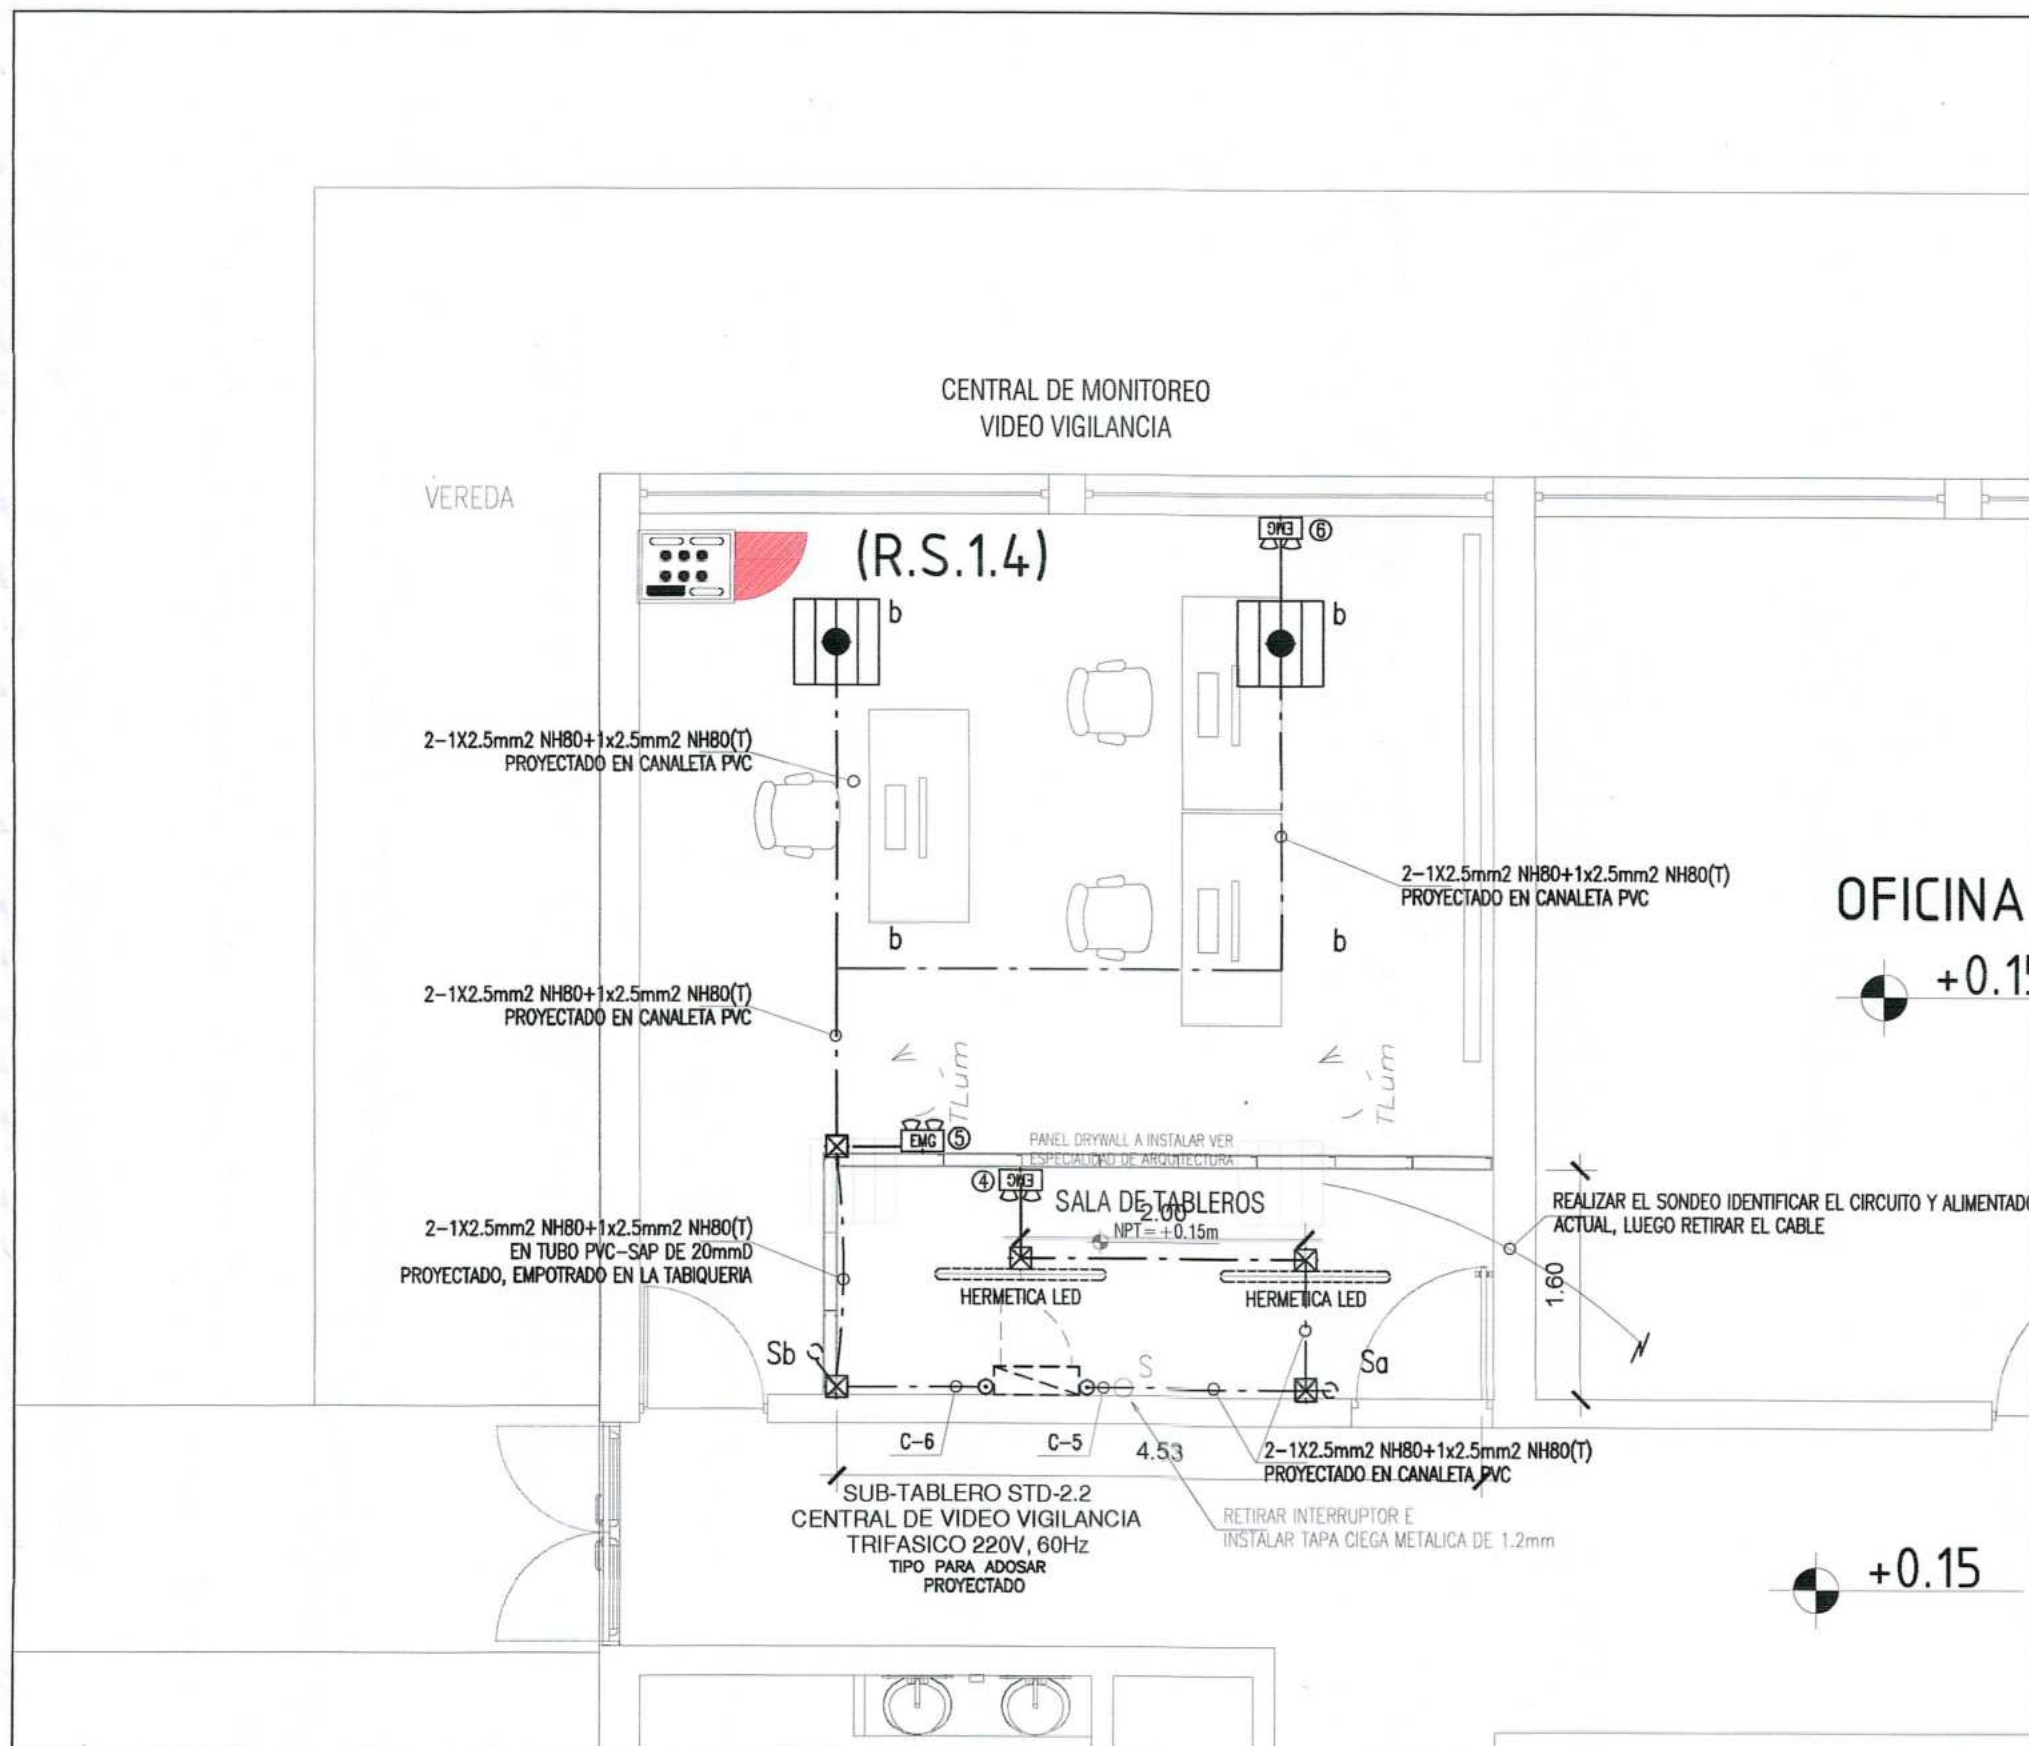 CENTRAL DE MONITOREO
VIDEO VIGILANCIA
VEREDA
(R.S.1.4)
EMG 6
b
b
2-1X2.5mm2 NH80+1x2.5mm2 NH80(T)
PROYECTADO EN CANALETA PVC
2-1X2.5mm2 NH80+1x2.5mm2 NH80(T)
PROYECTADO EN CANALETA PVC
OFICINA
b
b
+0.15
2-1X2.5mm2 NH80+1x2.5mm2 NH80(T)
PROYECTADO EN CANALETA PVC
TLúm
TLúm
EMG 5
PANEL DRYWALL A INSTALAR VER
ESPECIALIDAD DE ARQUITECTURA
4 EMG
SALA DE TABLEROS
2.00
NPT=+0.15m
REALIZAR EL SONDEO IDENTIFICAR EL CIRCUITO Y ALIMENTADO
ACTUAL, LUEGO RETIRAR EL CABLE
2-1X2.5mm2 NH80+1x2.5mm2 NH80(T)
EN TUBO PVC-SAP DE 20mmD
PROYECTADO, EMPOTRADO EN LA TABIQUERIA
1.60
HERMETICA LED
HERMETICA LED
Sb
S
Sa
C-6
C-5
4.53
2-1X2.5mm2 NH80+1x2.5mm2 NH80(T)
PROYECTADO EN CANALETA PVC
SUB-TABLERO STD-2.2
CENTRAL DE VIDEO VIGILANCIA
TRIFASICO 220V, 60Hz
TIPO PARA ADOSAR
PROYECTADO
RETIRAR INTERRUPTOR E
INSTALAR TAPA CIEGA METALICA DE 1.2mm
+0.15